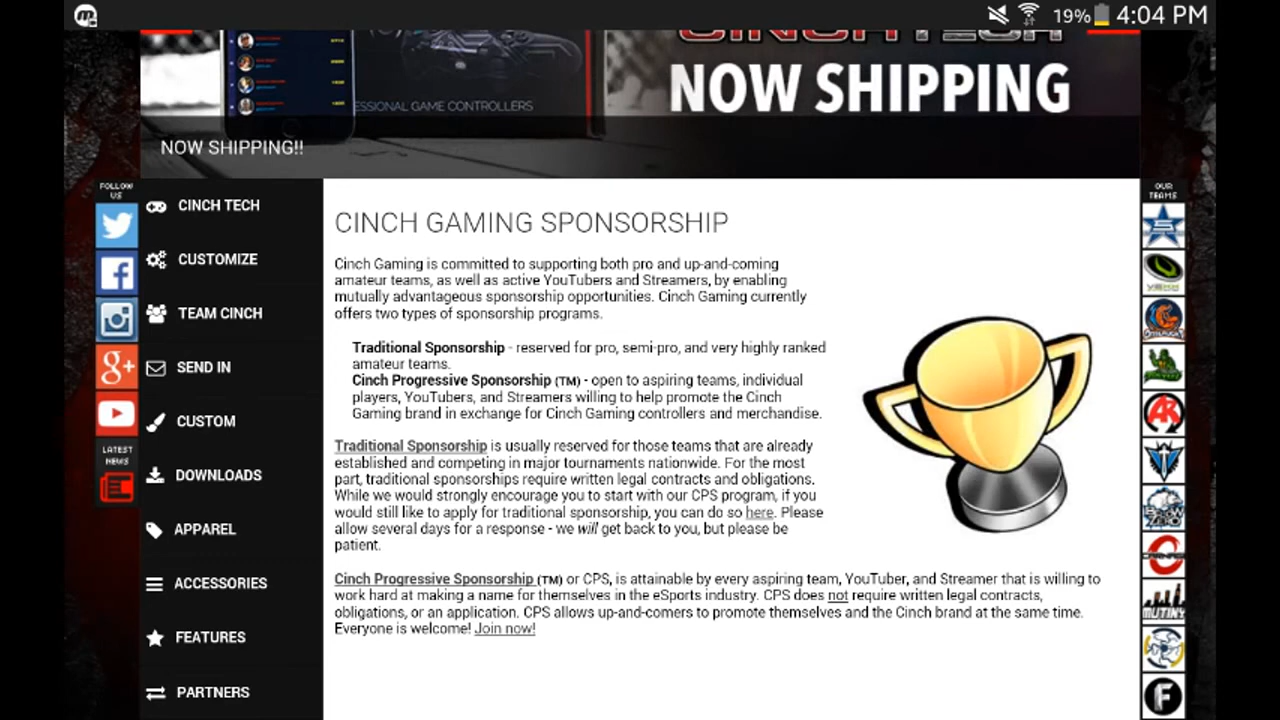 19% 4:04 PM
CINCH TECH
NOW SHIPPING
ESSIONAL GAME CONTROLLERS
NOW SHIPPING!!
FOLLOW
US
LATEST
NEWS
CINCH TECH
CUSTOMIZE
TEAM CINCH
SEND IN
CUSTOM
DOWNLOADS
APPAREL
ACCESSORIES
FEATURES
PARTNERS
CINCH GAMING SPONSORSHIP
Cinch Gaming is committed to supporting both pro and up-and-coming
amateur teams, as well as active YouTubers and Streamers, by enabling
mutually advantageous sponsorship opportunities. Cinch Gaming currently
offers two types of sponsorship programs.
Traditional Sponsorship - reserved for pro, semi-pro, and very highly ranked
amateur teams.
Cinch Progressive Sponsorship (TM) - open to aspiring teams, individual
players, YouTubers, and Streamers willing to help promote the Cinch
Gaming brand in exchange for Cinch Gaming controllers and merchandise.
Traditional Sponsorship is usually reserved for those teams that are already
established and competing in major tournaments nationwide. For the most
part, traditional sponsorships require written legal contracts and obligations.
While we would strongly encourage you to start with our CPS program, if you
would still like to apply for traditional sponsorship, you can do so here. Please
allow several days for a response - we will get back to you, but please be
patient.
Cinch Progressive Sponsorship (TM) or CPS, is attainable by every aspiring team, YouTuber, and Streamer that is willing to
work hard at making a name for themselves in the eSports industry. CPS does not require written legal contracts,
obligations, or an application. CPS allows up-and-comers to promote themselves and the Cinch brand at the same time.
Everyone is welcome! Join now!
OUR
TEAMS
AR
MUTINY
F